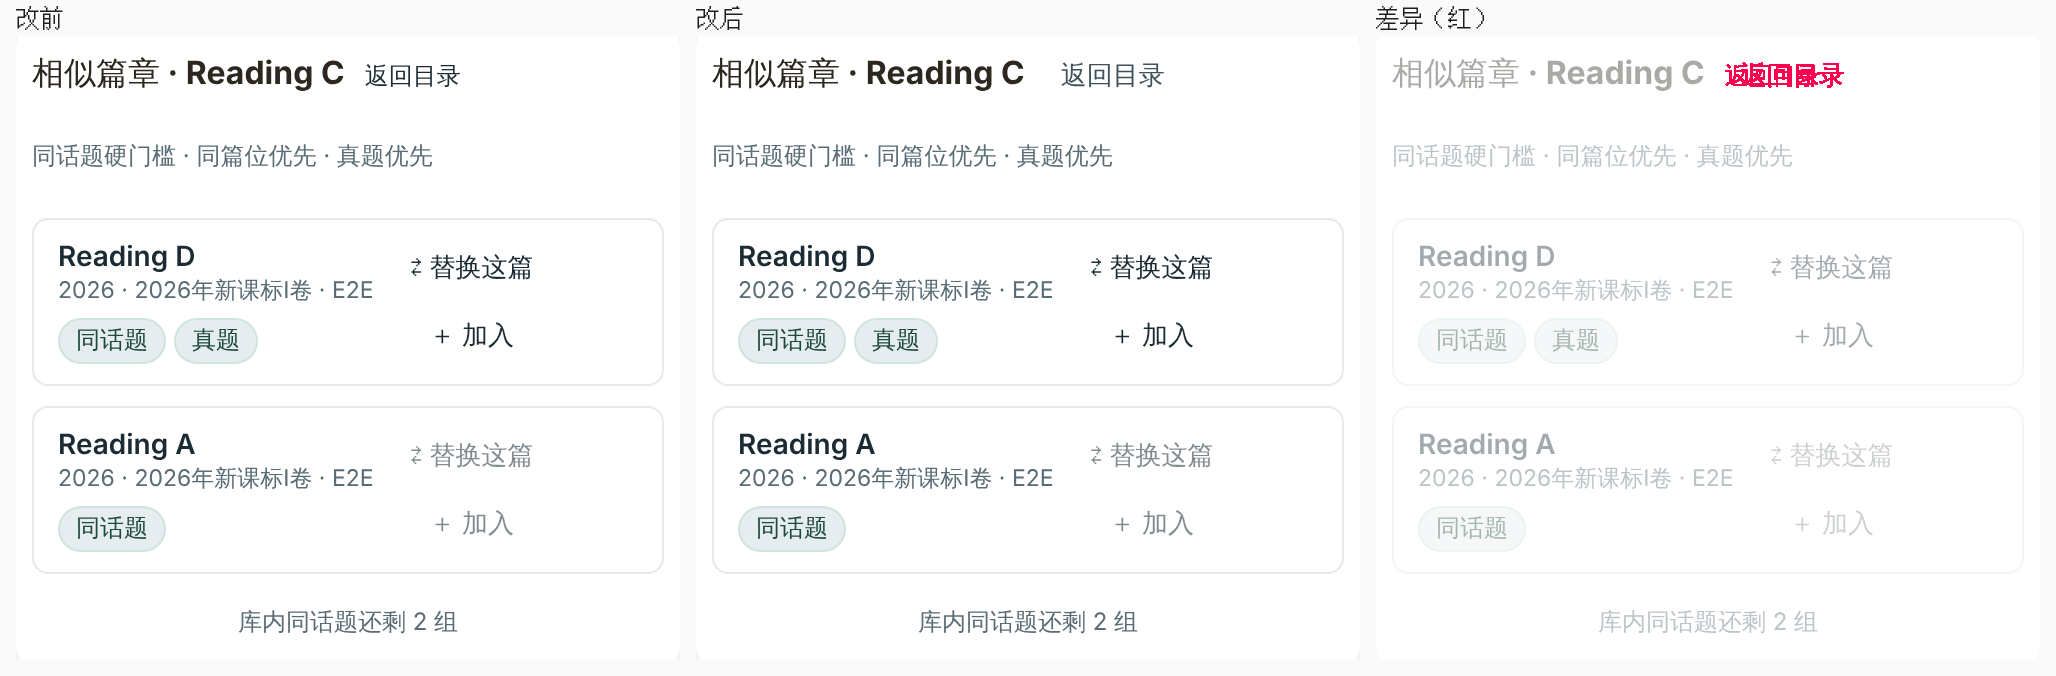 改前
相似篇章 · Reading C 返回目录
同话题硬门槛 · 同篇位优先 · 真题优先
Reading D
2026 · 2026年新课标I卷 · E2E
同话题 真题
⇄ 替换这篇
+ 加入
Reading A
2026 · 2026年新课标I卷 · E2E
同话题
⇄ 替换这篇
+ 加入
库内同话题还剩 2 组
改后
相似篇章 · Reading C 返回目录
同话题硬门槛 · 同篇位优先 · 真题优先
Reading D
2026 · 2026年新课标I卷 · E2E
同话题 真题
⇄ 替换这篇
+ 加入
Reading A
2026 · 2026年新课标I卷 · E2E
同话题
⇄ 替换这篇
+ 加入
库内同话题还剩 2 组
差异（红）
相似篇章 · Reading C
同话题硬门槛 · 同篇位优先 · 真题优先
Reading D
2026 · 2026年新课标I卷 · E2E
同话题 真题
⇄ 替换这篇
+ 加入
Reading A
2026 · 2026年新课标I卷 · E2E
同话题
⇄ 替换这篇
+ 加入
库内同话题还剩 2 组